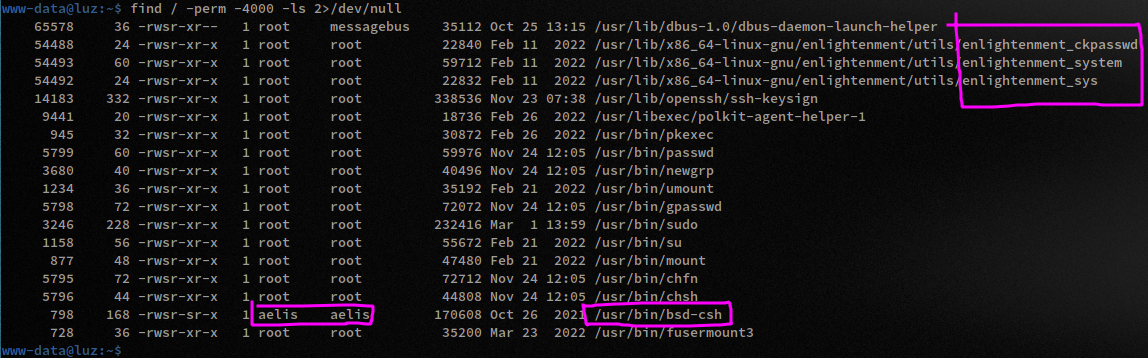 www-data@luz:~$ find / -perm -4000 -ls 2>/dev/null
65578 36 -rwsr-xr-- 1 root messagebus 35112 Oct 25 13:15 /usr/lib/dbus-1.0/dbus-daemon-launch-helper
54488 24 -rwsr-xr-x 1 root root 22840 Feb 11 2022 /usr/lib/x86_64-linux-gnu/enlightenment/utils/enlightenment_ckpasswd
54493 60 -rwsr-xr-x 1 root root 59712 Feb 11 2022 /usr/lib/x86_64-linux-gnu/enlightenment/utils/enlightenment_system
54492 24 -rwsr-xr-x 1 root root 22832 Feb 11 2022 /usr/lib/x86_64-linux-gnu/enlightenment/utils/enlightenment_sys
14183 332 -rwsr-xr-x 1 root root 338536 Nov 23 07:38 /usr/lib/openssh/ssh-keysign
9441 20 -rwsr-xr-x 1 root root 18736 Feb 26 2022 /usr/libexec/polkit-agent-helper-1
945 32 -rwsr-xr-x 1 root root 30872 Feb 26 2022 /usr/bin/pkexec
5799 60 -rwsr-xr-x 1 root root 59976 Nov 24 12:05 /usr/bin/passwd
3680 40 -rwsr-xr-x 1 root root 40496 Nov 24 12:05 /usr/bin/newgrp
1234 36 -rwsr-xr-x 1 root root 35192 Feb 21 2022 /usr/bin/umount
5798 72 -rwsr-xr-x 1 root root 72072 Nov 24 12:05 /usr/bin/gpasswd
3246 228 -rwsr-xr-x 1 root root 232416 Mar 1 13:59 /usr/bin/sudo
1158 56 -rwsr-xr-x 1 root root 55672 Feb 21 2022 /usr/bin/su
877 48 -rwsr-xr-x 1 root root 47480 Feb 21 2022 /usr/bin/mount
5795 72 -rwsr-xr-x 1 root root 72712 Nov 24 12:05 /usr/bin/chfn
5796 44 -rwsr-xr-x 1 root root 44808 Nov 24 12:05 /usr/bin/chsh
798 168 -rwsr-sr-x 1 aelis aelis 170608 Oct 26 2021 /usr/bin/bsd-csh
728 36 -rwsr-xr-x 1 root root 35200 Mar 23 2022 /usr/bin/fusermount3
www-data@luz:~$